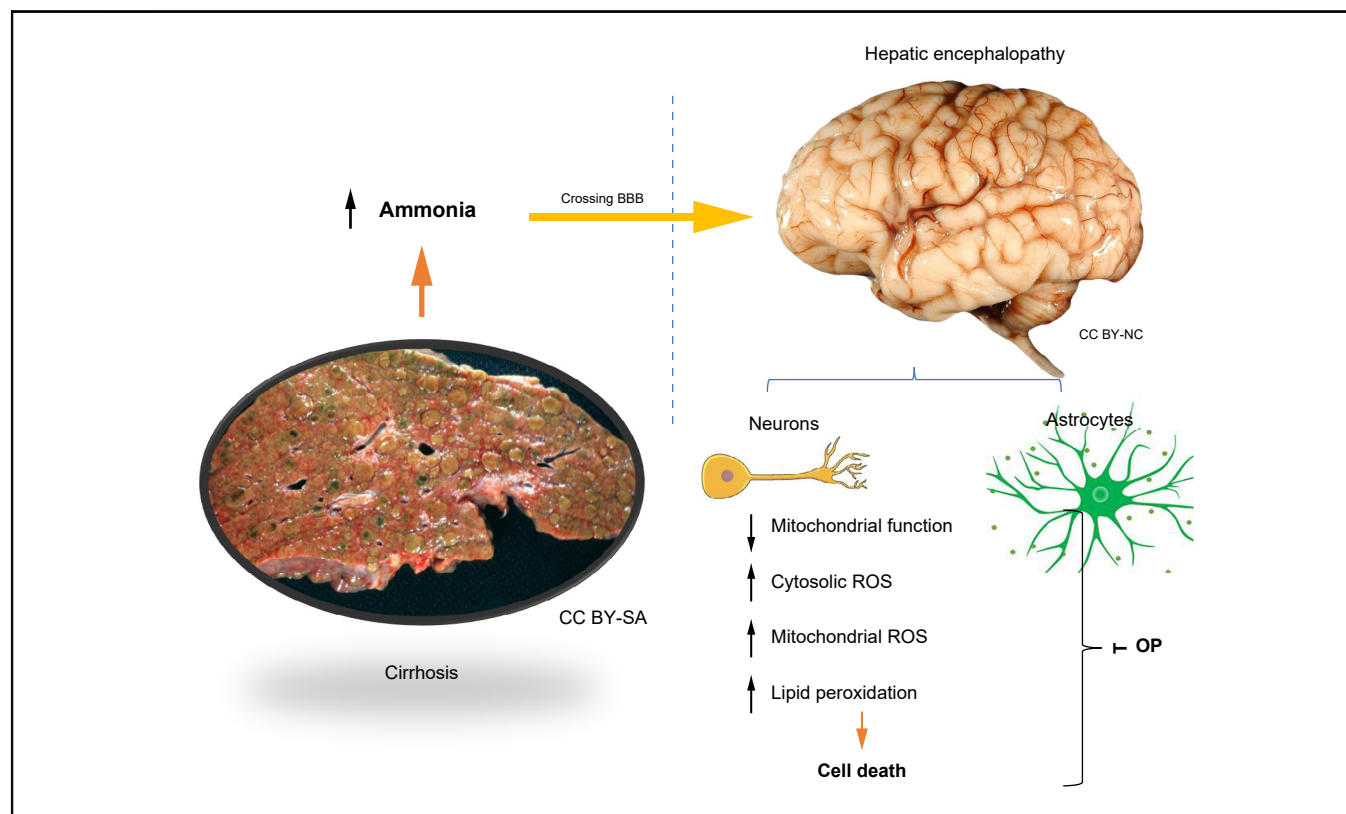 Hepatic encephalopathy
Crossing BBB
Ammonia
CC BY-NC
Neurons
Astrocytes
Mitochondrial function
Cytosolic ROS
CC BY-SA
Mitochondrial ROS
OP
Cirrhosis
Lipid peroxidation
Cell death